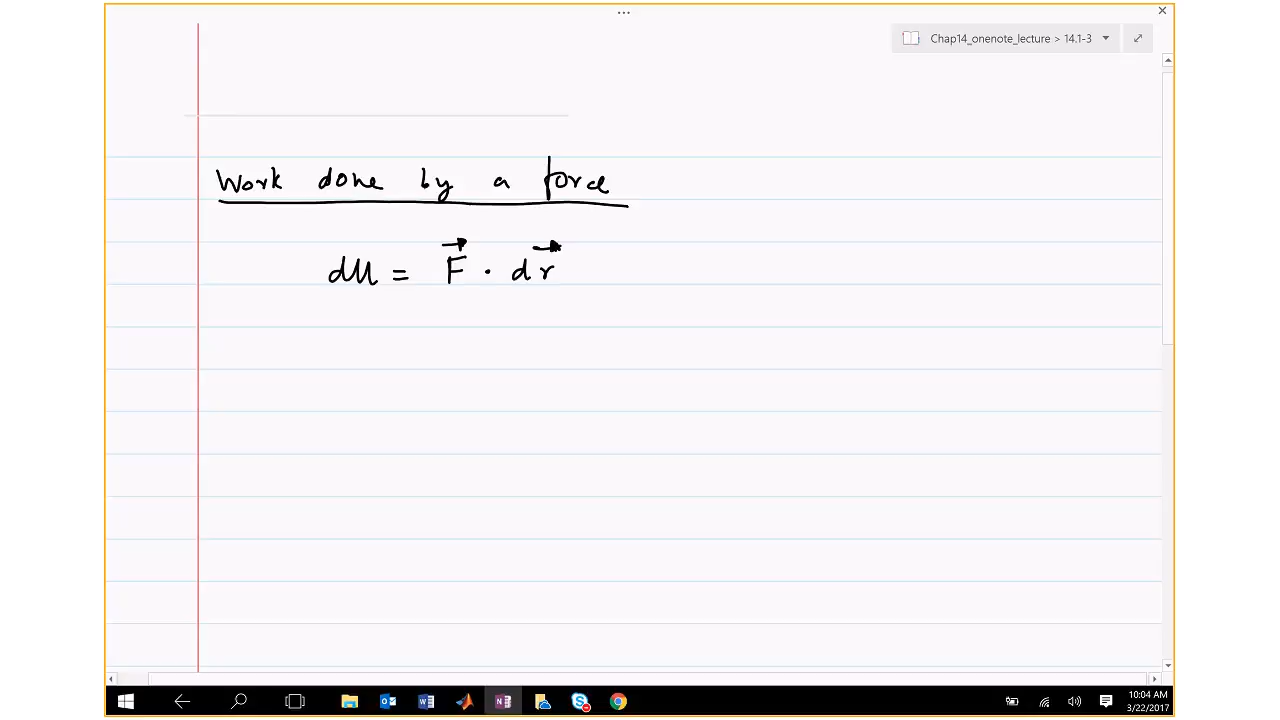 ...
Chap14_onenote_lecture > 14.1-3
Work done by a force
dU = F⃗ · dr⃗
10:04 AM
3/22/2017